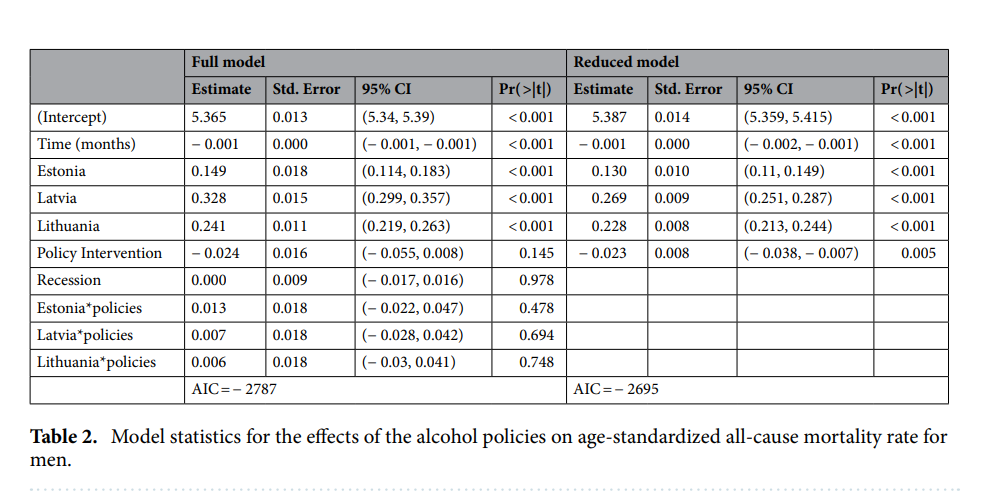 Full model Reduced model
Estimate Std. Error 95% CI Pr(>|t|) Estimate Std. Error 95% CI Pr(>|t|)
(Intercept) 5.365 0.013 (5.34, 5.39) <0.001 5.387 0.014 (5.359, 5.415) <0.001
Time (months) − 0.001 0.000 (− 0.001, − 0.001) <0.001 − 0.001 0.000 (− 0.002, − 0.001) <0.001
Estonia 0.149 0.018 (0.114, 0.183) <0.001 0.130 0.010 (0.11, 0.149) <0.001
Latvia 0.328 0.015 (0.299, 0.357) <0.001 0.269 0.009 (0.251, 0.287) <0.001
Lithuania 0.241 0.011 (0.219, 0.263) <0.001 0.228 0.008 (0.213, 0.244) <0.001
Policy Intervention − 0.024 0.016 (− 0.055, 0.008) 0.145 − 0.023 0.008 (− 0.038, − 0.007) 0.005
Recession 0.000 0.009 (− 0.017, 0.016) 0.978
Estonia*policies 0.013 0.018 (− 0.022, 0.047) 0.478
Latvia*policies 0.007 0.018 (− 0.028, 0.042) 0.694
Lithuania*policies 0.006 0.018 (− 0.03, 0.041) 0.748
AIC = − 2787 AIC = − 2695
Table 2. Model statistics for the effects of the alcohol policies on age-standardized all-cause mortality rate for
men.